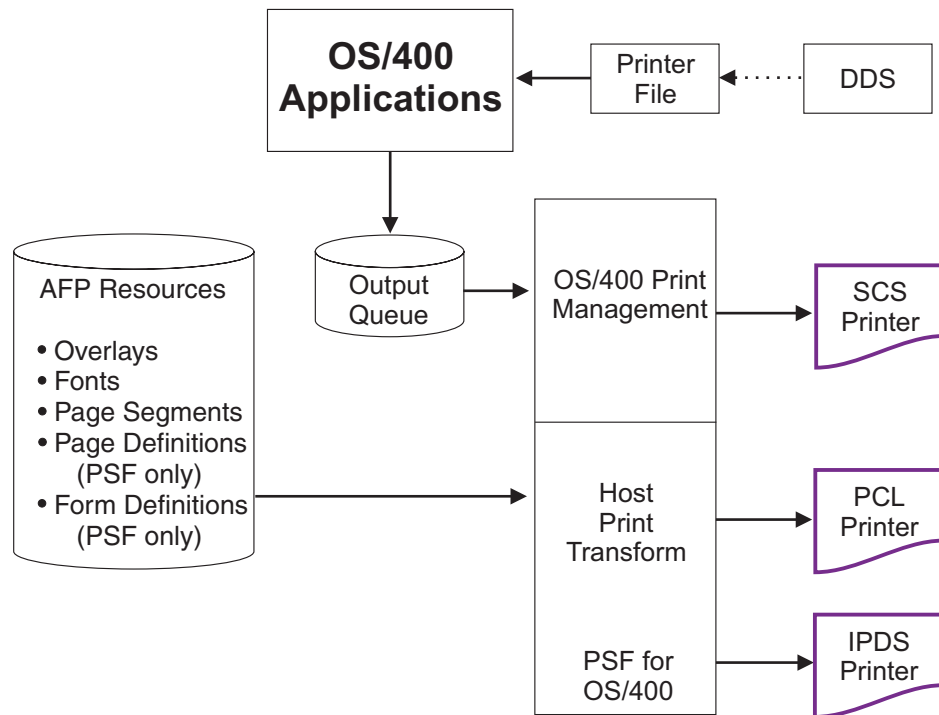 OS/400
Applications
Printer
File
DDS
AFP Resources
• Overlays
• Fonts
• Page Segments
• Page Definitions
(PSF only)
• Form Definitions
(PSF only)
Output
Queue
OS/400 Print
Management
SCS
Printer
Host
Print
Transform
PCL
Printer
PSF for
OS/400
IPDS
Printer